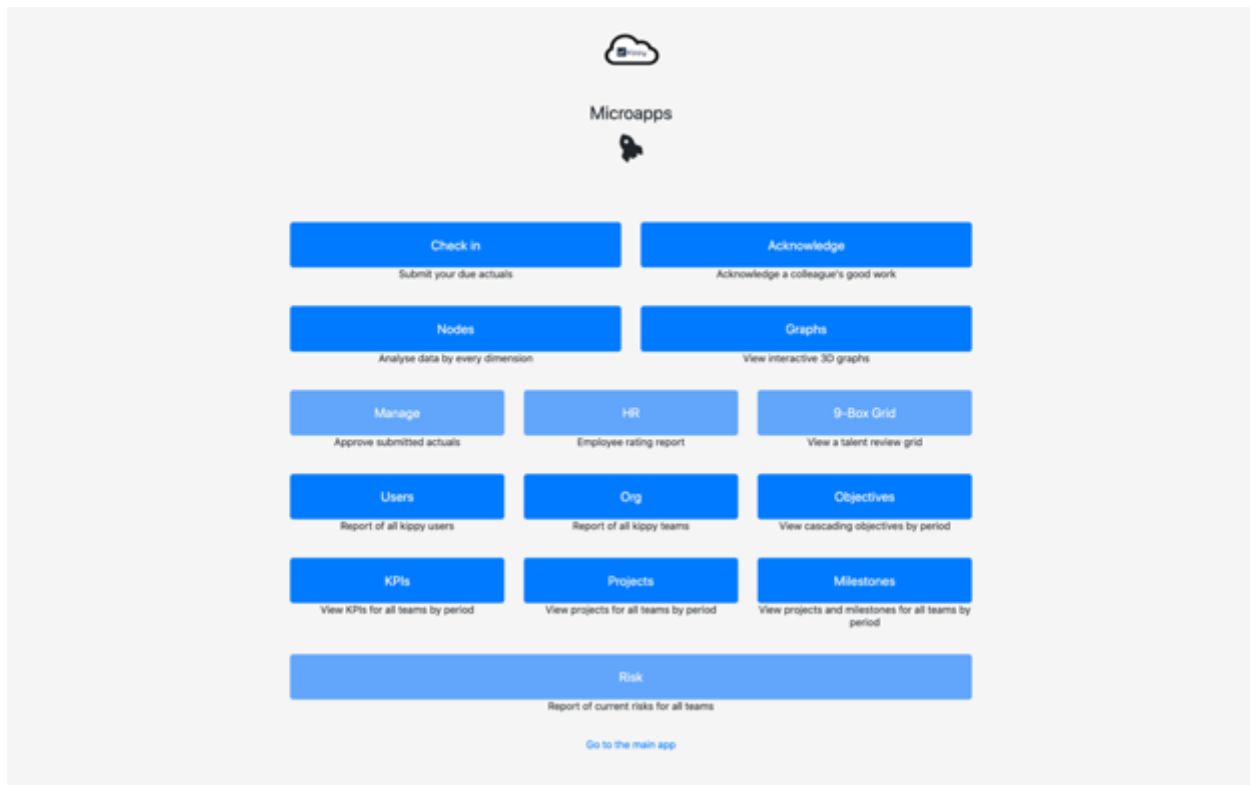 Microapps
Check in
Acknowledge
Submit your due actuals
Acknowledge a colleague's good work
Nodes
Graphs
Analyse data by every dimension
View interactive 3D graphs
Manage
HR
9-Box Grid
Approve submitted actuals
Employee rating report
View a talent review grid
Users
Org
Objectives
Report of all kippy users
Report of all kippy teams
View cascading objectives by period
KPIs
Projects
Milestones
View KPIs for all teams by period
View projects for all teams by period
View projects and milestones for all teams by
period
Risk
Report of current risks for all teams
Go to the main app